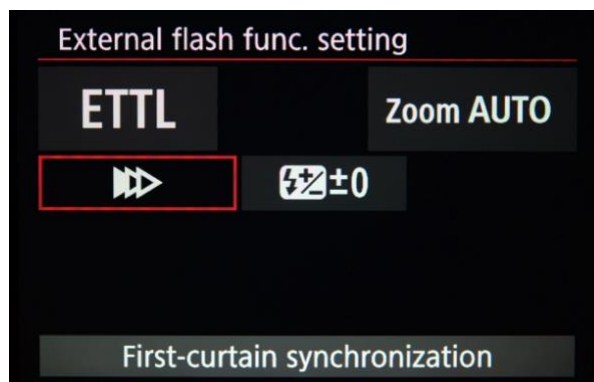 External flash func. setting
ETTL
Zoom AUTO
±0
First-curtain synchronization